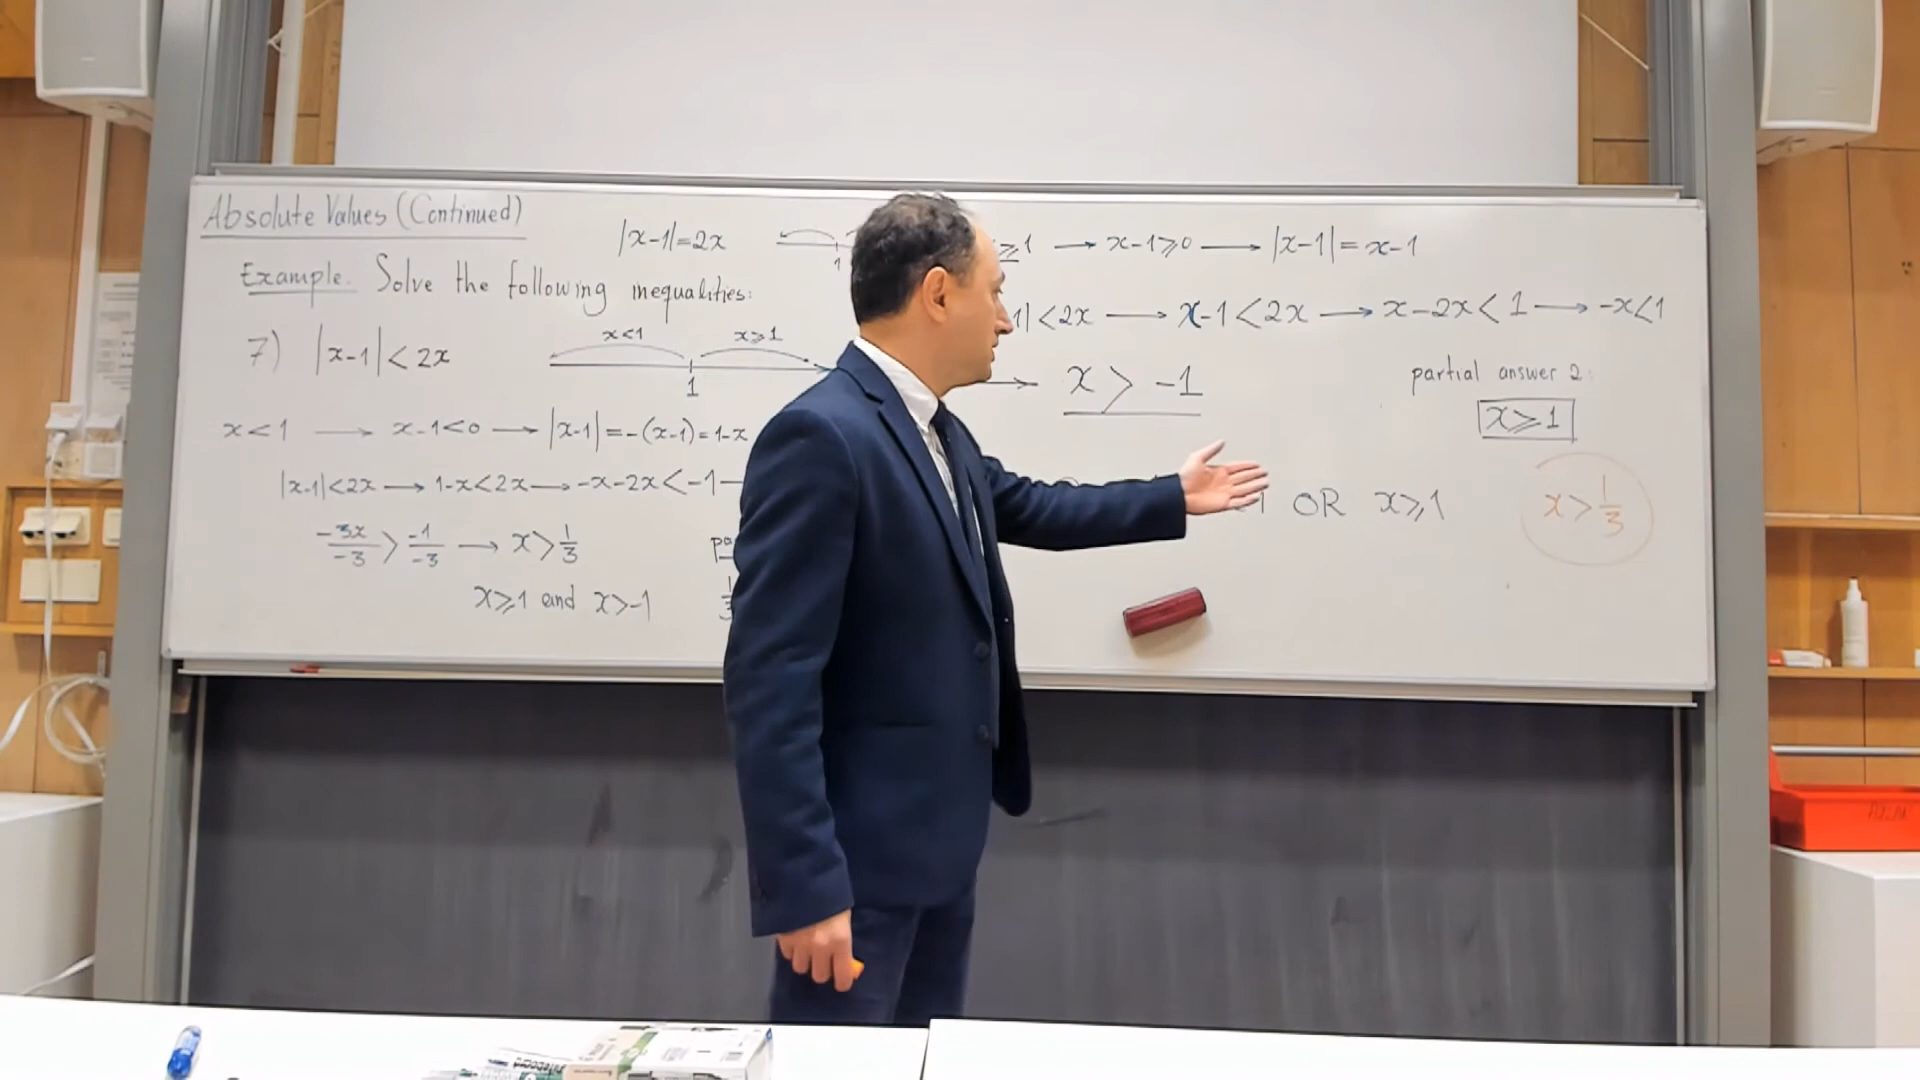 Absolute Values (Continued)
|x-1|=2x
1
⩾1 → x-1⩾0 → |x-1| = x-1
Example. Solve the following inequalities:
1|<2x → x-1<2x → x-2x<1 → -x<1
7) |x-1|<2x
x<1 x⩾1
1
→ x > -1
partial answer 2:
x⩾1
x<1 → x-1<0 → |x-1|=-(x-1)=1-x
|x-1|<2x → 1-x<2x → -x-2x<-1
1 OR x⩾1
x>1/3
-3x/-3 > -1/-3 → x>1/3
x⩾1 and x>-1